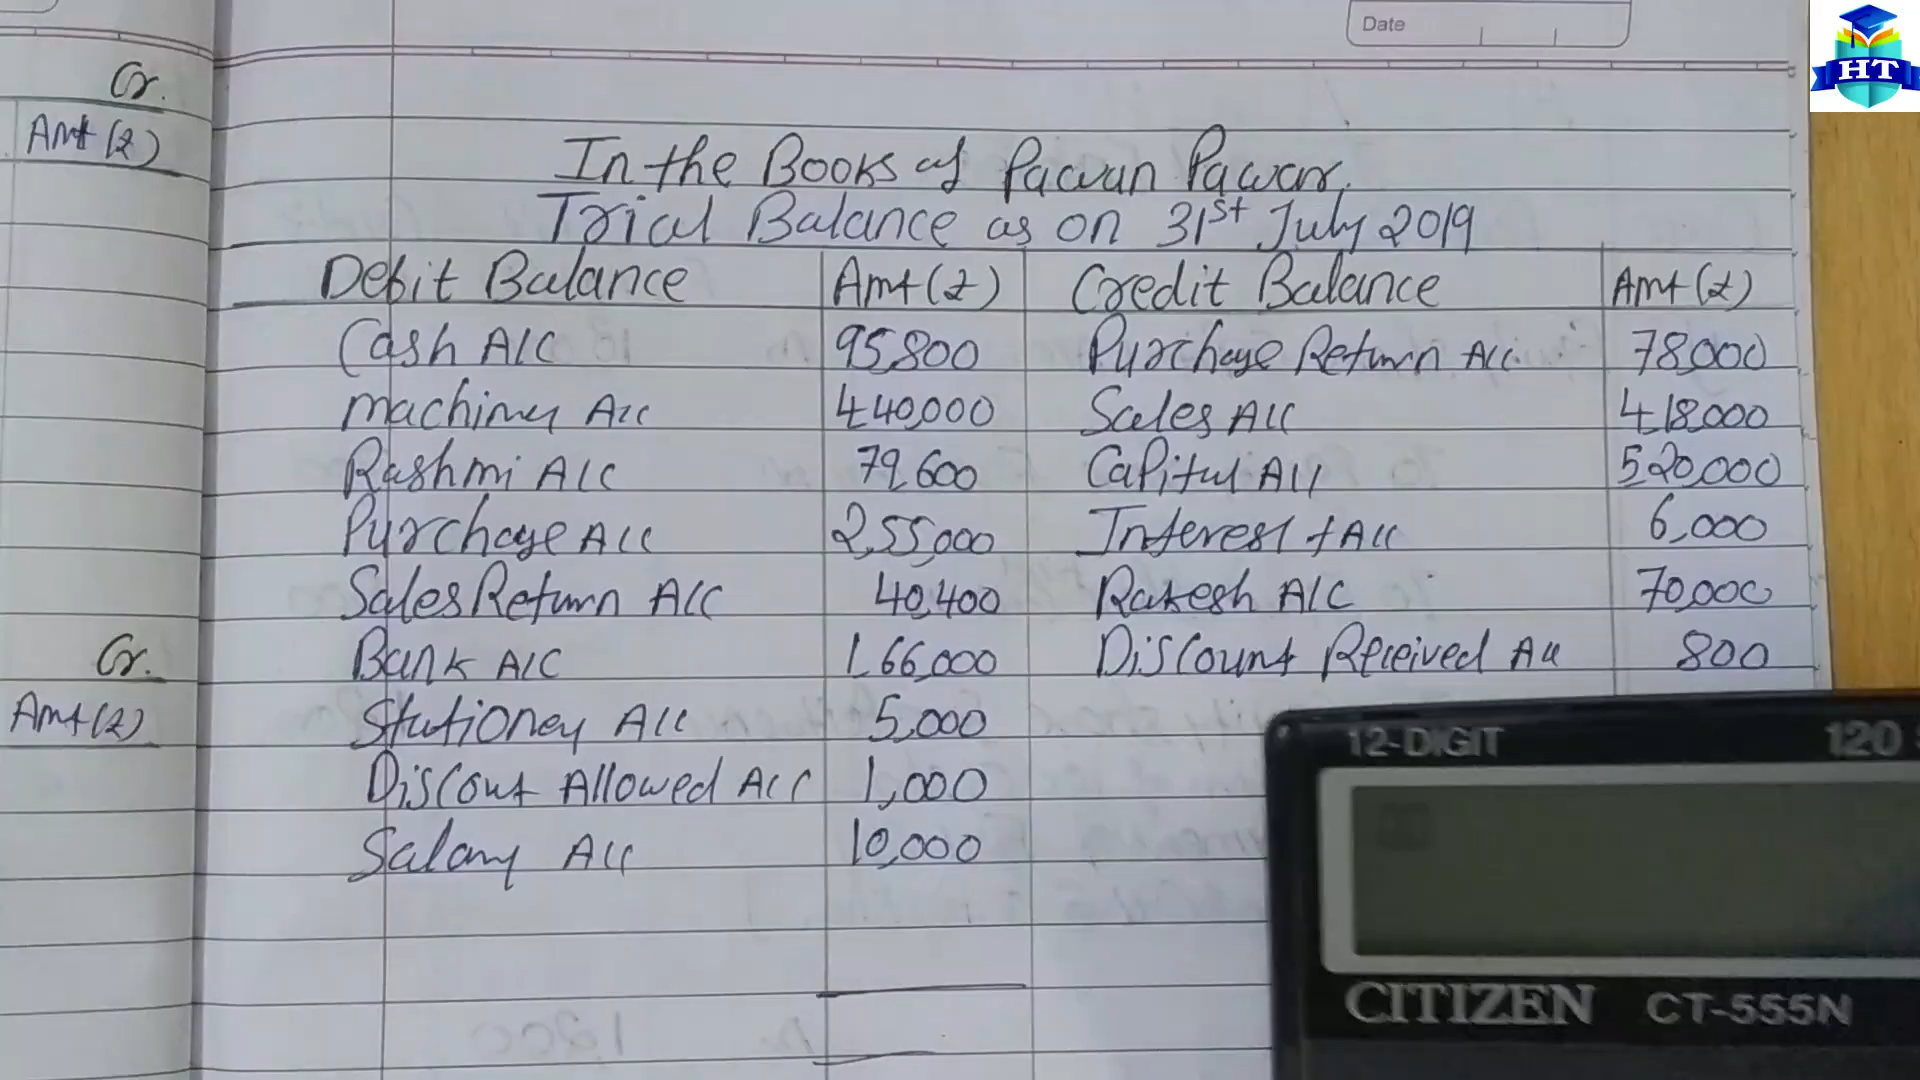 Date
HT
Cr.
Amt (₹)
In the Books of Pawan Pawar.
Trial Balance as on 31st July 2019
Debit Balance Amt (₹) Credit Balance Amt (₹)
Cash A/C 95,800 Purchase Return A/c. 78,000
Machinery A/c 4,40,000 Sales A/C 4,18,000
Rashmi A/C 79,600 Capital A/c 5,20,000
Purchase A/C 2,55,000 Interest A/c 6,000
Sales Return A/C 40,400 Rakesh A/C 70,000
Cr. Bank A/C 1,66,000 Discount Received A/c 800
Amt (₹) Stationey A/c 5,000
Discout Allowed A/C 1,000
Salary A/c 10,000
12-DIGIT 120
CITIZEN CT-555N